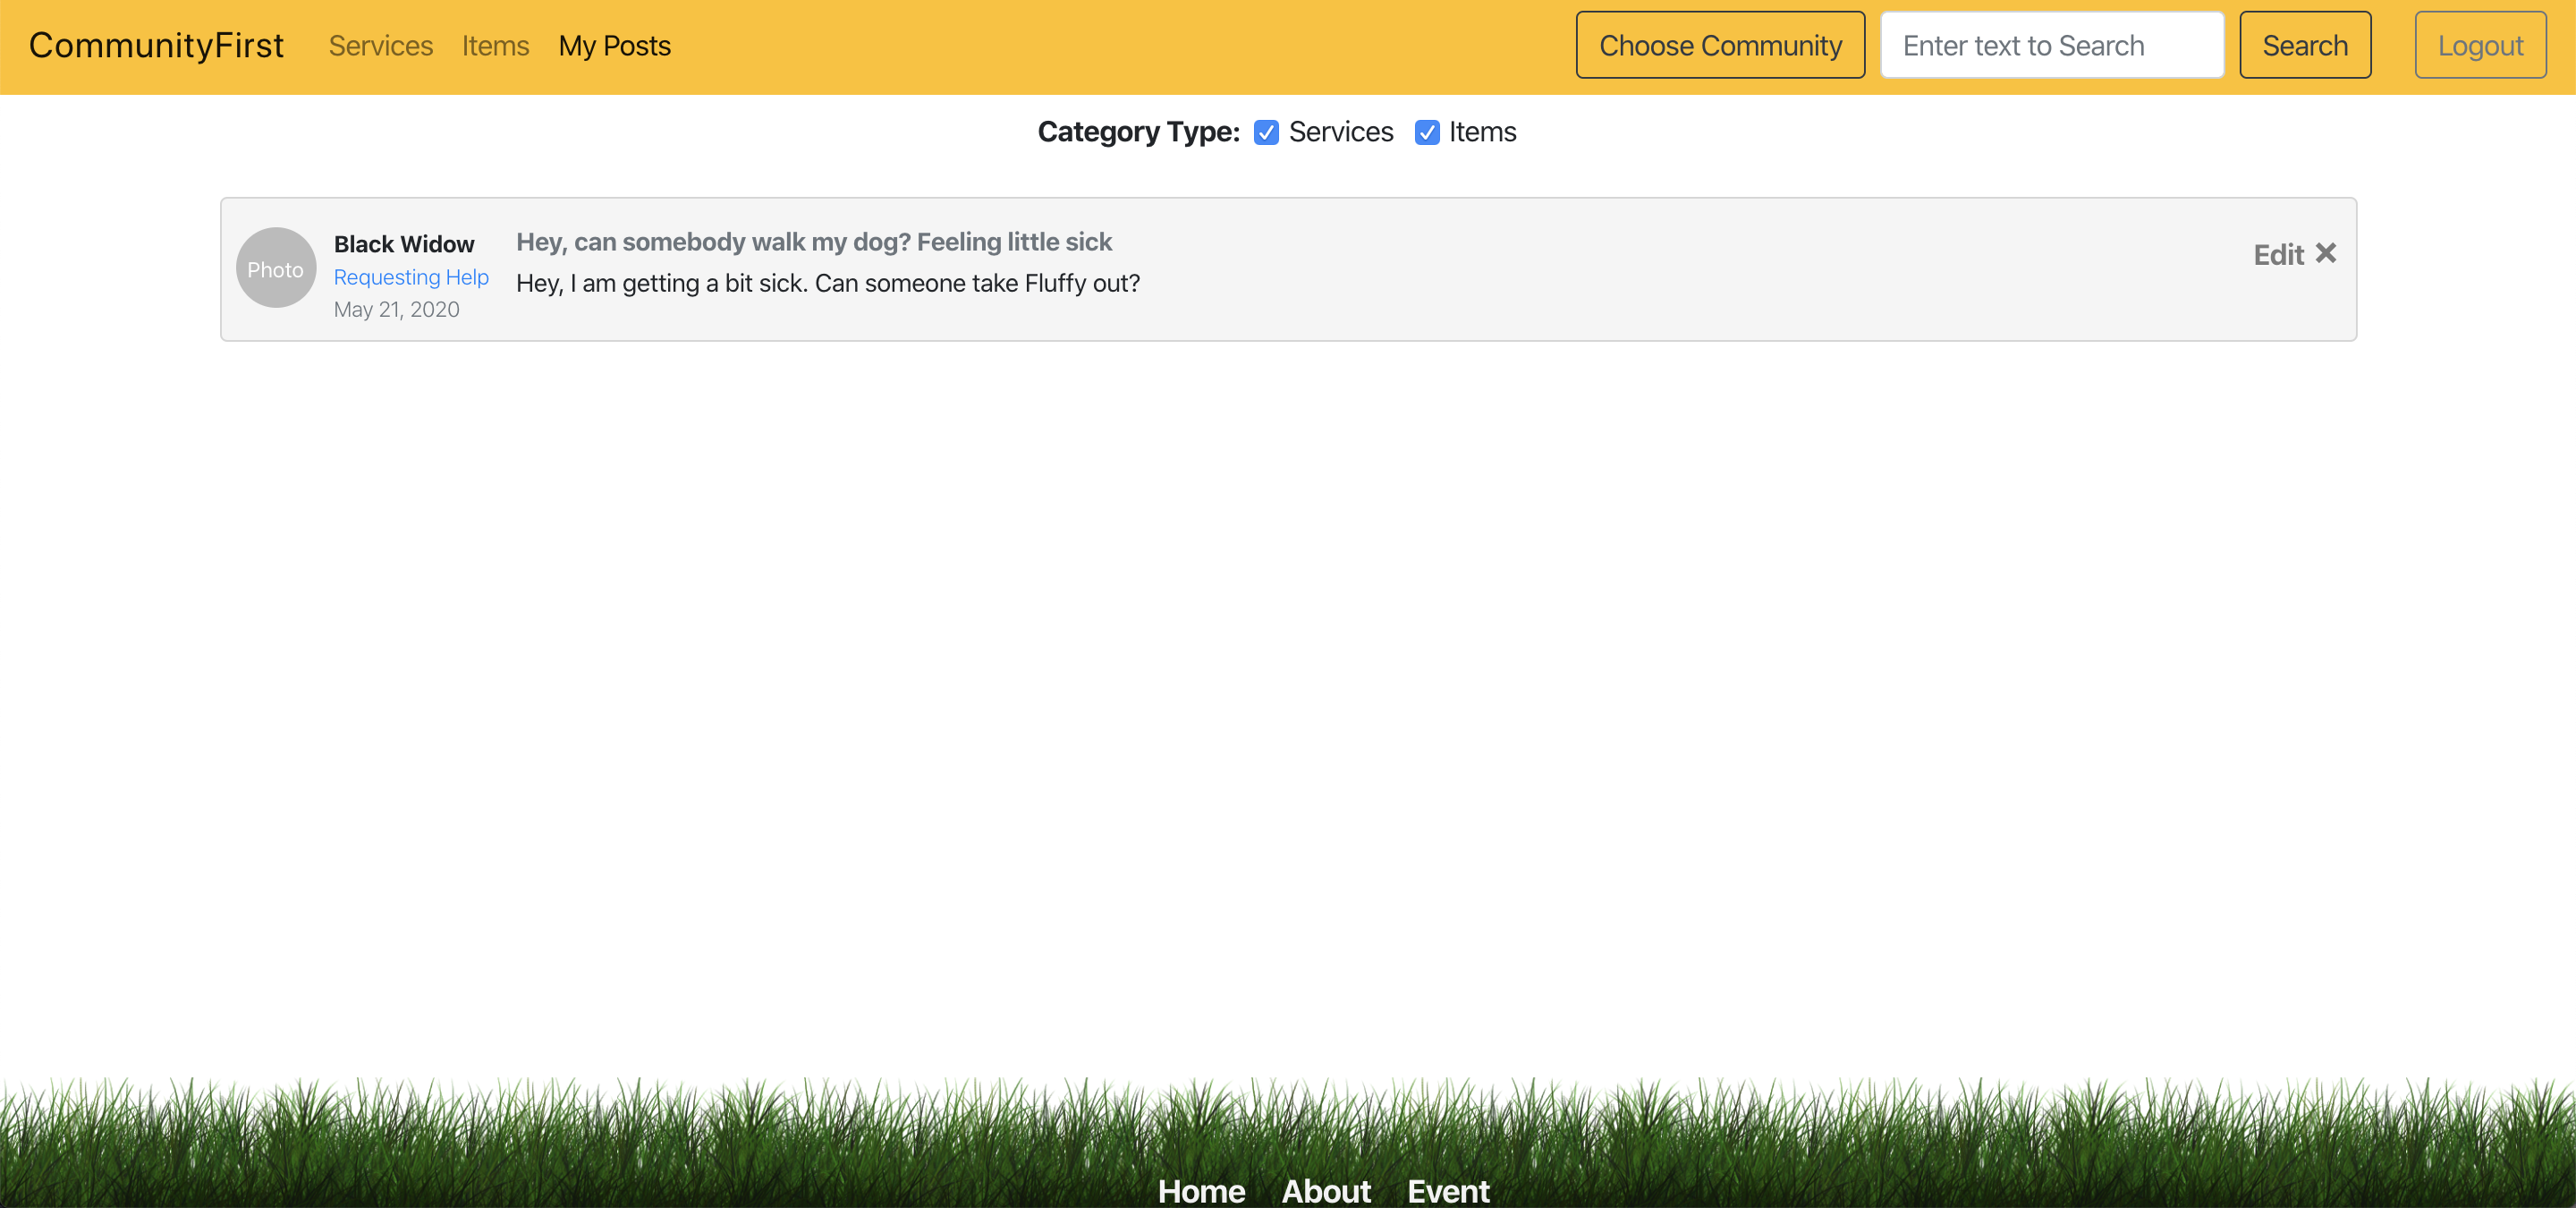 CommunityFirst Services Items My Posts Choose Community Enter text to Search Search Logout
Category Type: Services Items
Photo
Black Widow
Requesting Help
May 21, 2020
Hey, can somebody walk my dog? Feeling little sick
Hey, I am getting a bit sick. Can someone take Fluffy out?
Edit ×
Home About Event